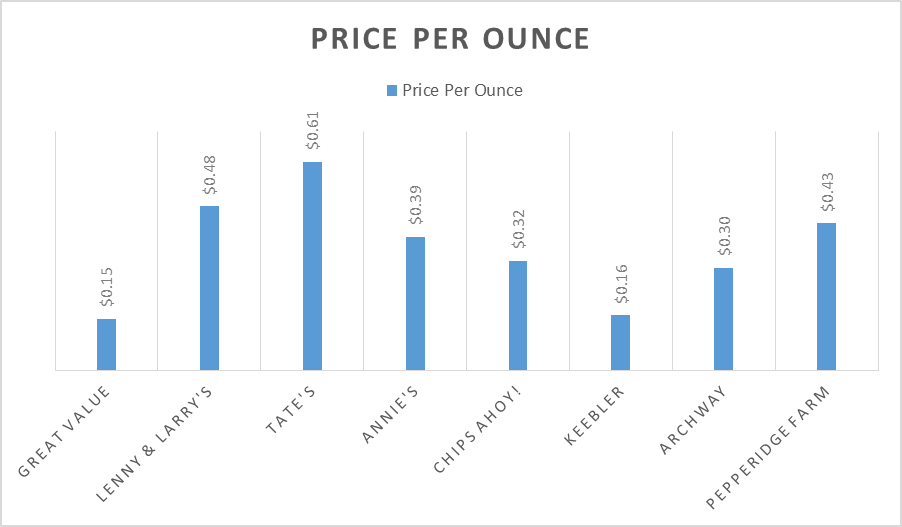 PRICE PER OUNCE
Price Per Ounce
$0.15
$0.48
$0.61
$0.39
$0.32
$0.16
$0.30
$0.43
GREAT VALUE
LENNY & LARRY'S
TATE'S
ANNIE'S
CHIPS AHOY!
KEEBLER
ARCHWAY
PEPPERIDGE FARM